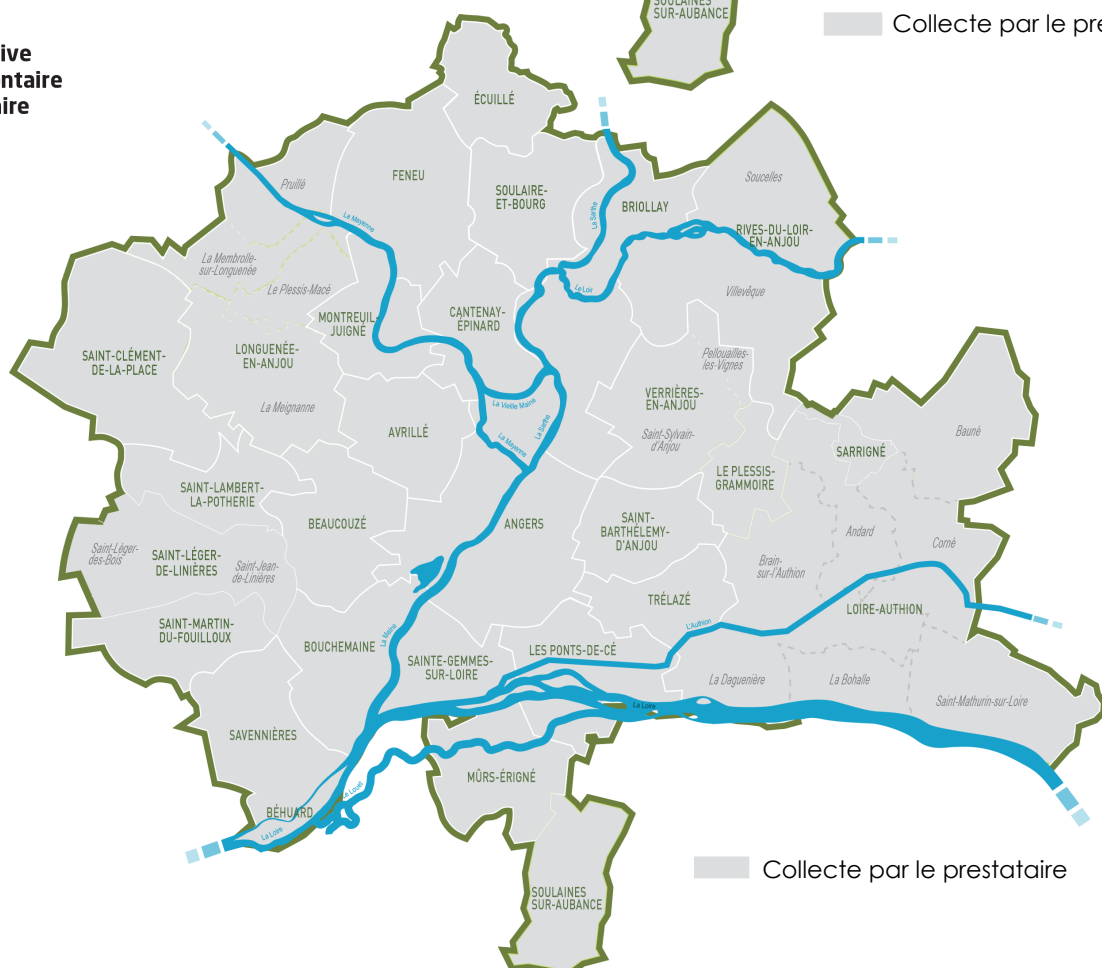 SOULAINES
SUR-AUBANCE
Collecte par le pre
ive
ntaire
ire
ÉCUILLÉ
Pruillé
FENEU
SOULAIRE-
ET-BOURG
La Sarthe
BRIOLLAY
Soucelles
RIVES-DU-LOIR-
EN-ANJOU
La Mayenne
La Membrolle-
sur-Longuenée
Le Plessis-Macé
Le Loir
Villevêque
MONTREUIL-
JUIGNÉ
CANTENAY-
ÉPINARD
SAINT-CLÉMENT-
DE-LA-PLACE
LONGUENÉE-
EN-ANJOU
Pellouailles-
les-Vignes
La Meignanne
La Vieille Maine
VERRIÈRES-
EN-ANJOU
AVRILLÉ
La Mayenne
La Sarthe
Saint-Sylvain-
d'Anjou
Bauné
SARRIGNÉ
LE PLESSIS-
GRAMMOIRE
SAINT-LAMBERT-
LA-POTHERIE
BEAUCOUZÉ
ANGERS
SAINT-
BARTHÉLEMY-
D'ANJOU
Andard
Corné
Saint-Léger-
des-Bois
SAINT-LÉGER-
DE-LINIÈRES
Saint-Jean-
de-Linières
Brain-
sur-l'Authion
TRÉLAZÉ
LOIRE-AUTHION
SAINT-MARTIN-
DU-FOUILLOUX
La Maine
L'Authion
BOUCHEMAINE
SAINTE-GEMMES-
SUR-LOIRE
LES PONTS-DE-CÉ
La Daguenière
La Bohalle
Saint-Mathurin-sur-Loire
La Loire
SAVENNIÈRES
MÛRS-ÉRIGNÉ
Le Louet
BÉHUARD
La Loire
Collecte par le prestataire
SOULAINES
SUR-AUBANCE